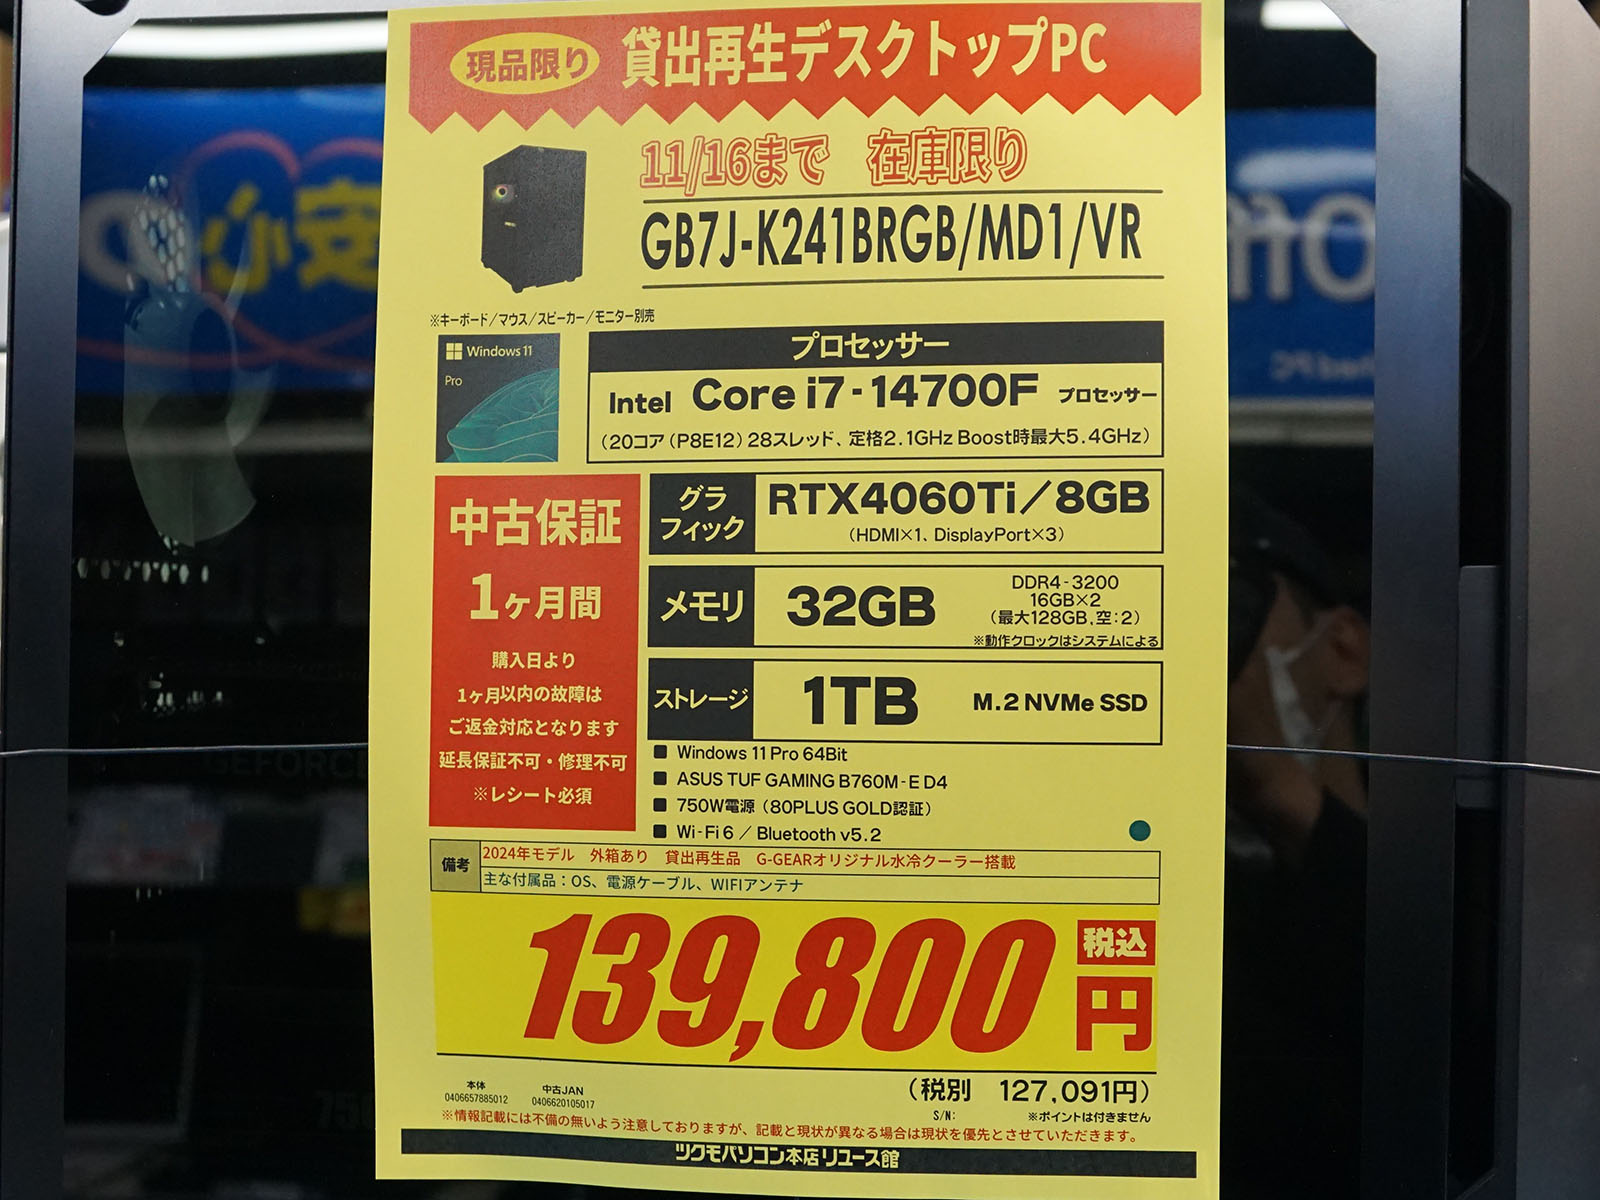 現品限り 貸出再生デスクトップPC
11/16まで 在庫限り
GB7J-K241BRGB/MD1/VR
※キーボード/マウス/スピーカー/モニター別売
Windows 11
Pro
プロセッサー
Intel Core i7-14700F プロセッサー
(20コア(P8E12)28スレッド、定格2.1GHz Boost時最大5.4GHz)
中古保証
1ヶ月間
購入日より
1ヶ月以内の故障は
ご返金対応となります
延長保証不可・修理不可
※レシート必須
グラフィック
RTX4060Ti/8GB
(HDMI×1、DisplayPort×3)
メモリ
32GB
DDR4-3200
16GB×2
(最大128GB,空:2)
※動作クロックはシステムによる
ストレージ
1TB M.2 NVMe SSD
■ Windows 11 Pro 64Bit
■ ASUS TUF GAMING B760M-E D4
■ 750W電源(80PLUS GOLD認証)
■ Wi-Fi 6 / Bluetooth v5.2
備考
2024年モデル 外箱あり 貸出再生品 G-GEARオリジナル水冷クーラー搭載
主な付属品:OS、電源ケーブル、WIFIアンテナ
139,800 税込
円
(税別 127,091円)
本体 中古JAN
0406657885012 0406620105017
S/N: ※ポイントは付きません
※情報記載には不備の無いよう注意しておりますが、記載と現状が異なる場合は現状を優先とさせていただきます。
ツクモパソコン本店 リユース館